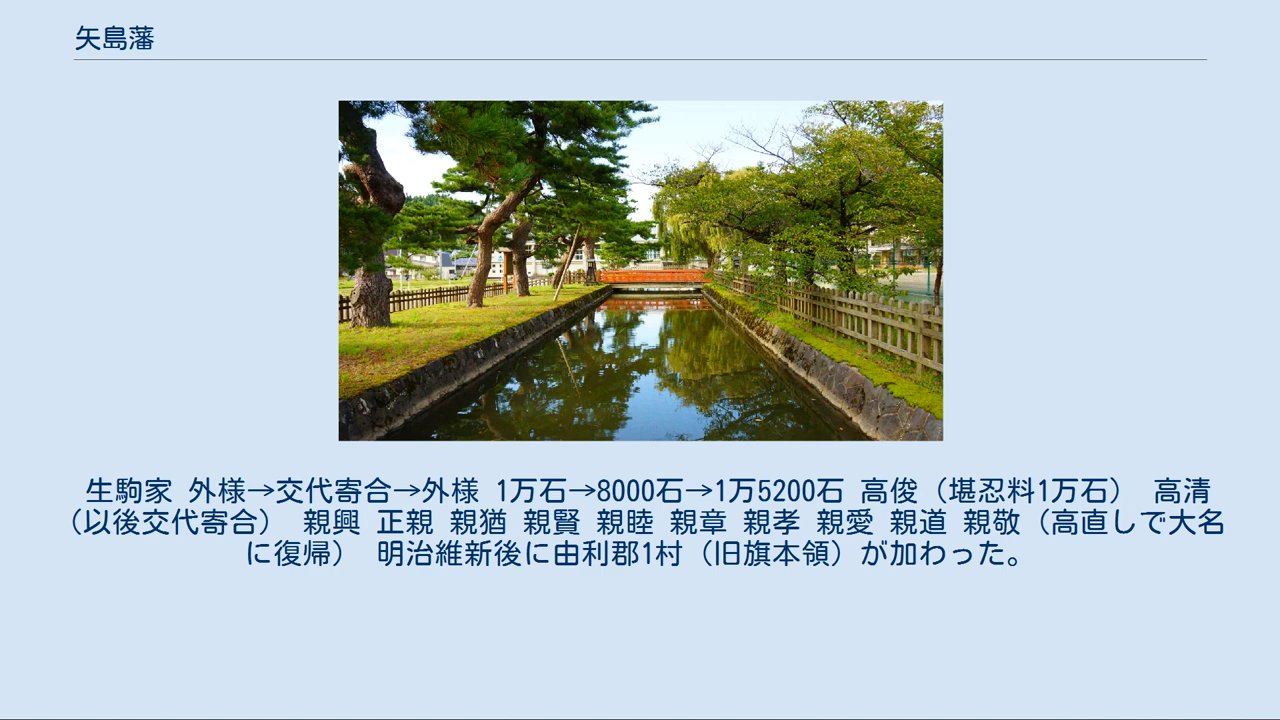 矢島藩
生駒家 外様→交代寄合→外様 1万石→8000石→1万5200石 高俊（堪忍料1万石） 高清
（以後交代寄合） 親興 正親 親猶 親賢 親睦 親章 親孝 親愛 親道 親敬（高直しで大名
に復帰） 明治維新後に由利郡1村（旧旗本領）が加わった。